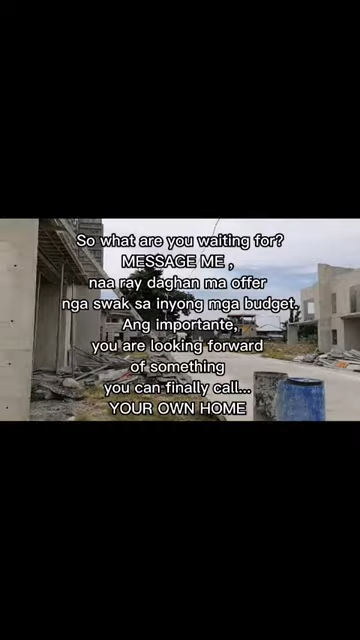 So what are you waiting for?
MESSAGE ME ,
naa ray daghan ma offer
nga swak sa inyong mga budget.
Ang importante,
you are looking forward
of something
you can finally call...
YOUR OWN HOME